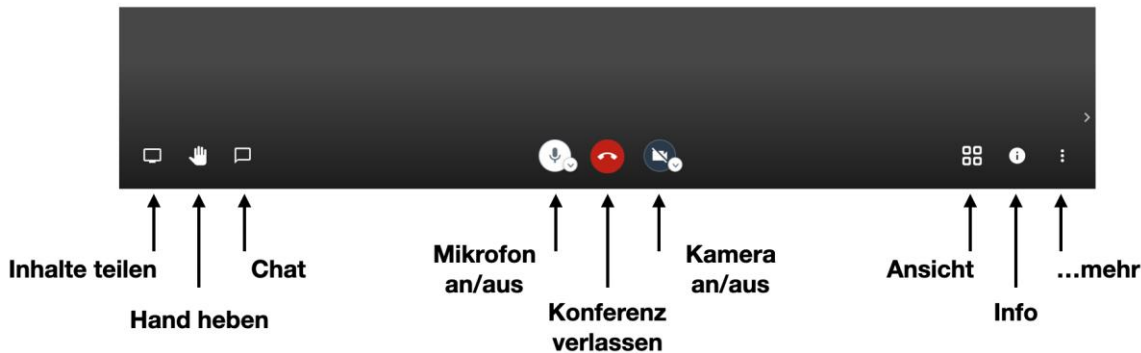 Inhalte teilen
Hand heben
Chat
Mikrofon
an/aus
Konferenz
verlassen
Kamera
an/aus
Ansicht
Info
...mehr